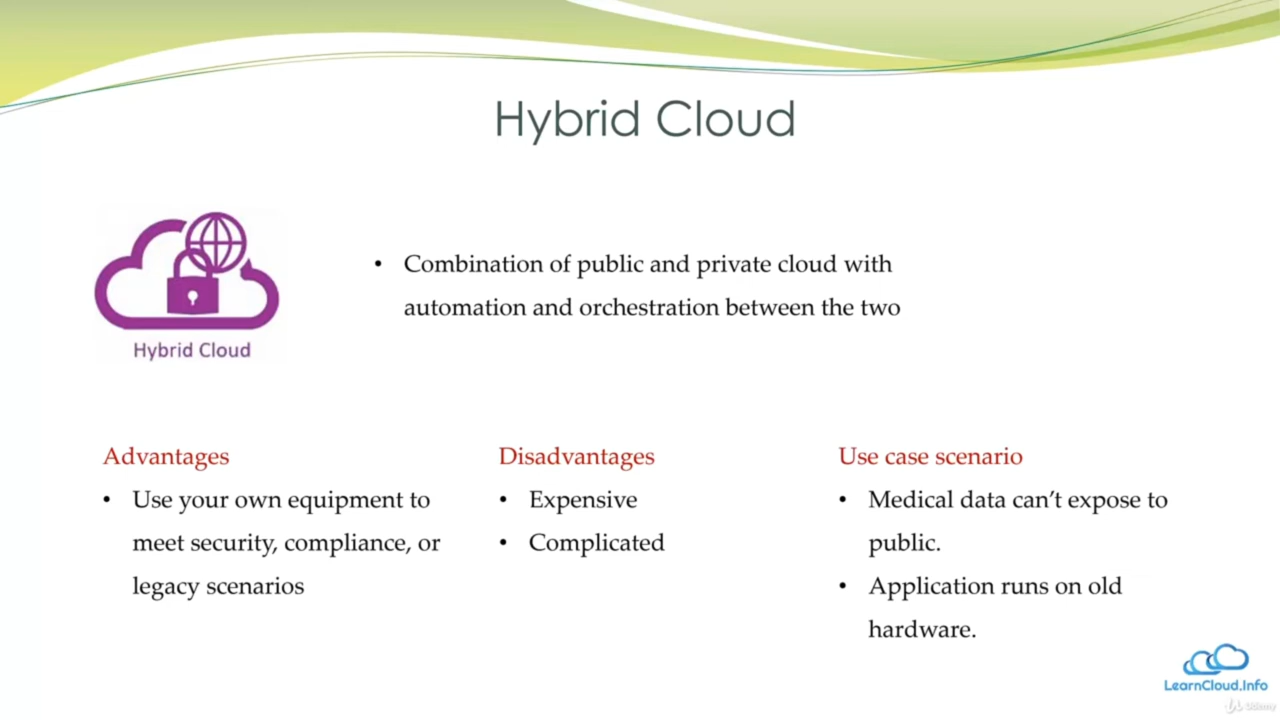 Hybrid Cloud
Hybrid Cloud
• Combination of public and private cloud with
automation and orchestration between the two
Advantages
• Use your own equipment to
meet security, compliance, or
legacy scenarios
Disadvantages
• Expensive
• Complicated
Use case scenario
• Medical data can’t expose to
public.
• Application runs on old
hardware.
LearnCloud.Info
Udemy